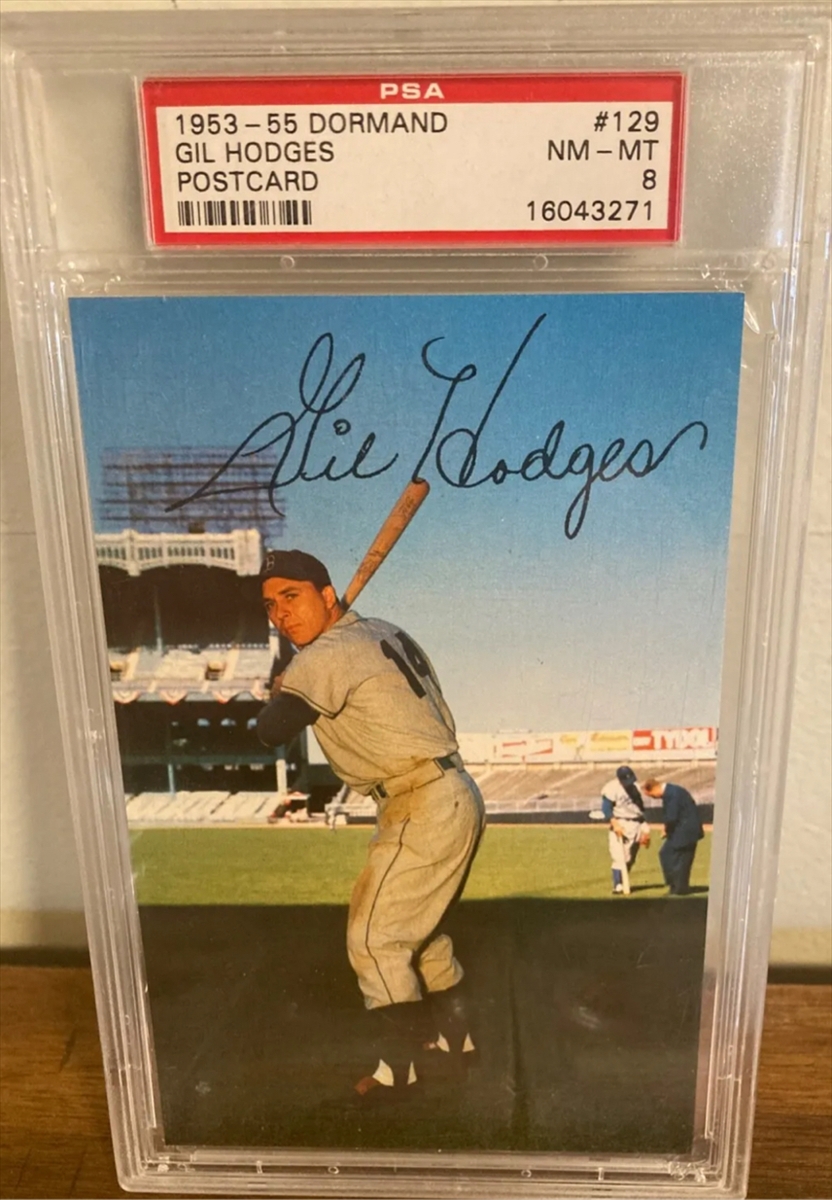 PSA
1953-55 DORMAND #129
GIL HODGES NM-MT
POSTCARD 8
16043271
Gil Hodges
B
14
TYDOL